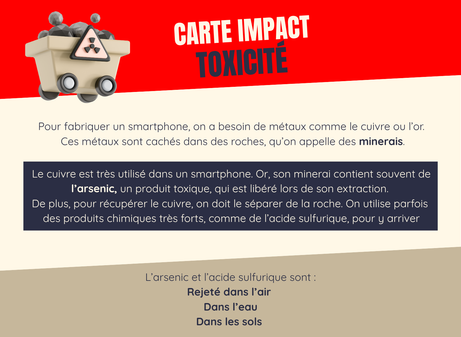 CARTE IMPACT
TOXICITÉ
Pour fabriquer un smartphone, on a besoin de métaux comme le cuivre ou l'or.
Ces métaux sont cachés dans des roches, qu'on appelle des minerais.
Le cuivre est très utilisé dans un smartphone. Or, son minerai contient souvent de
l'arsenic, un produit toxique, qui est libéré lors de son extraction.
De plus, pour récupérer le cuivre, on doit le séparer de la roche. On utilise parfois
des produits chimiques très forts, comme de l'acide sulfurique, pour y arriver
L'arsenic et l'acide sulfurique sont :
Rejeté dans l'air
Dans l'eau
Dans les sols